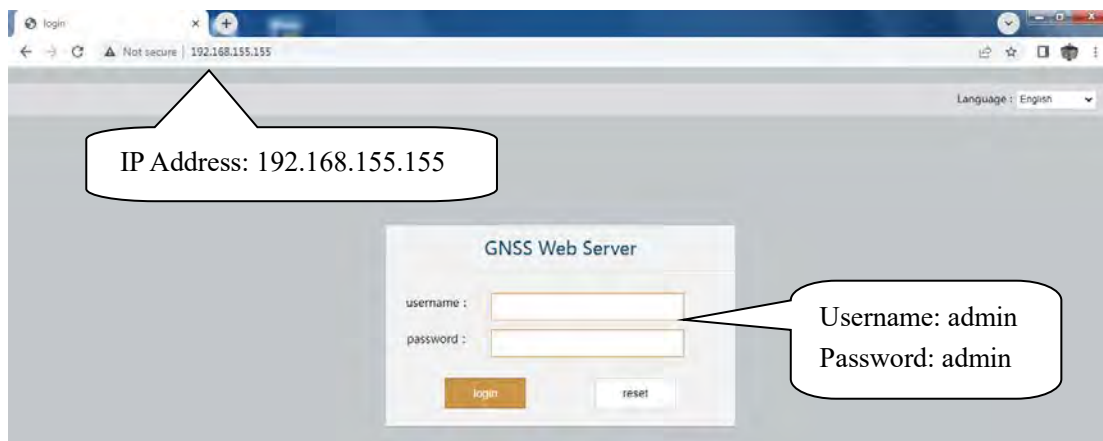 login
Not secure | 192.168.155.155
Language : English
IP Address: 192.168.155.155
GNSS Web Server
username :
Username: admin
password :
Password: admin
login reset